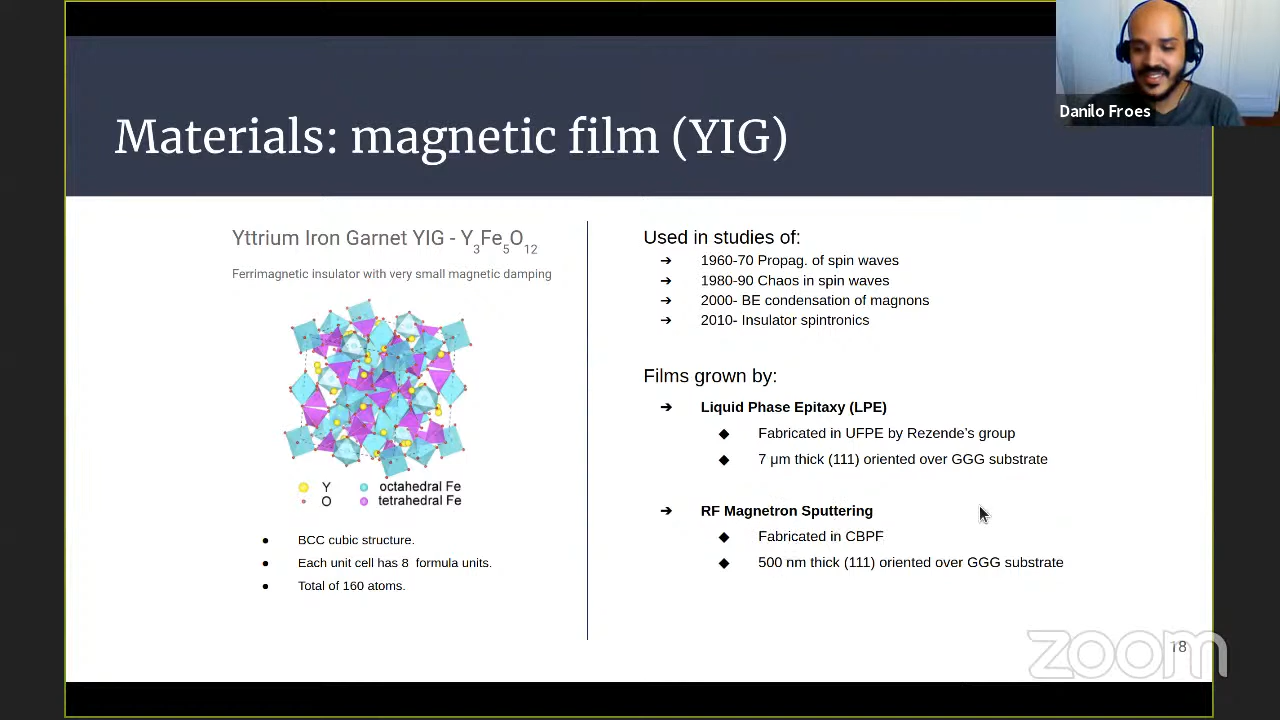 Danilo Froes
Materials: magnetic film (YIG)
Yttrium Iron Garnet YIG - Y3Fe5O12
Ferrimagnetic insulator with very small magnetic damping
Y
octahedral Fe
O
tetrahedral Fe
● BCC cubic structure.
● Each unit cell has 8 formula units.
● Total of 160 atoms.
Used in studies of:
➔ 1960-70 Propag. of spin waves
➔ 1980-90 Chaos in spin waves
➔ 2000- BE condensation of magnons
➔ 2010- Insulator spintronics
Films grown by:
➔ Liquid Phase Epitaxy (LPE)
◆ Fabricated in UFPE by Rezende's group
◆ 7 μm thick (111) oriented over GGG substrate
➔ RF Magnetron Sputtering
◆ Fabricated in CBPF
◆ 500 nm thick (111) oriented over GGG substrate
18
zoom